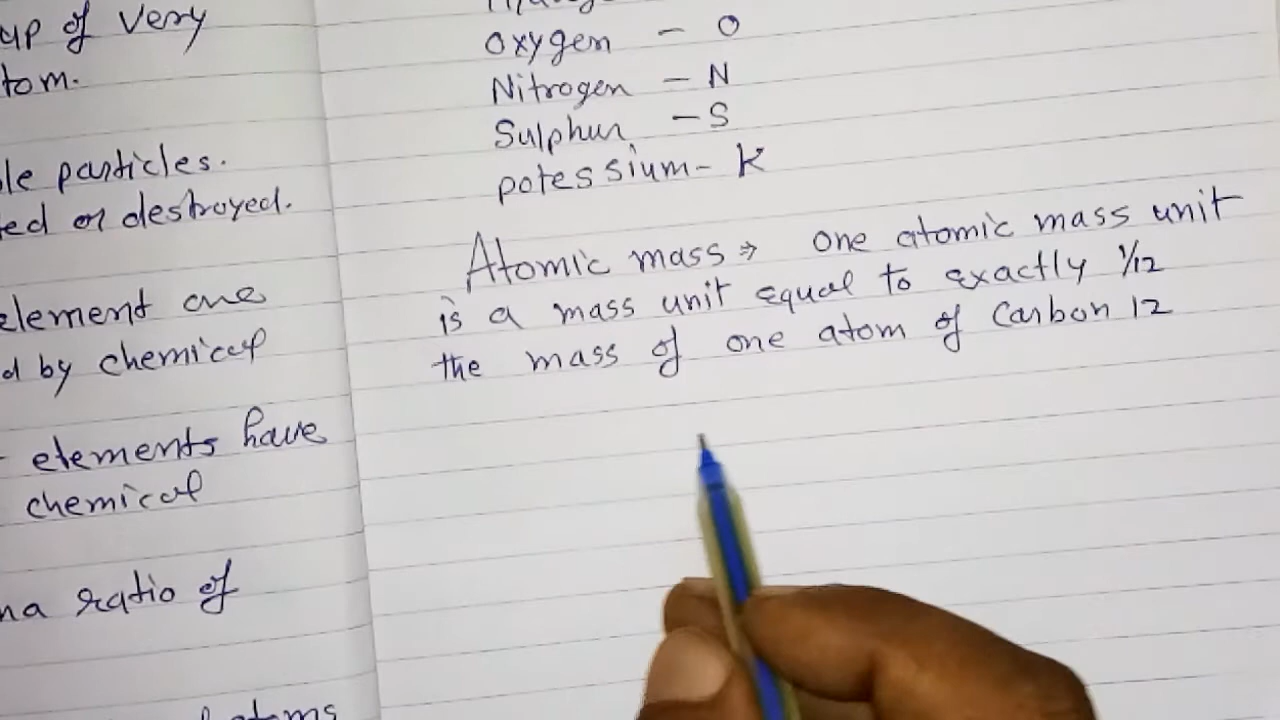 up of very
tom.
le particles.
ed or destroyed.
element are
d by chemical
elements have
chemical
na ratio of
atoms
Oxygen - O
Nitrogen - N
Sulphur - S
potessium - K
Atomic mass ⇒ One atomic mass unit
is a mass unit equal to exactly 1/12
the mass of one atom of Carbon 12